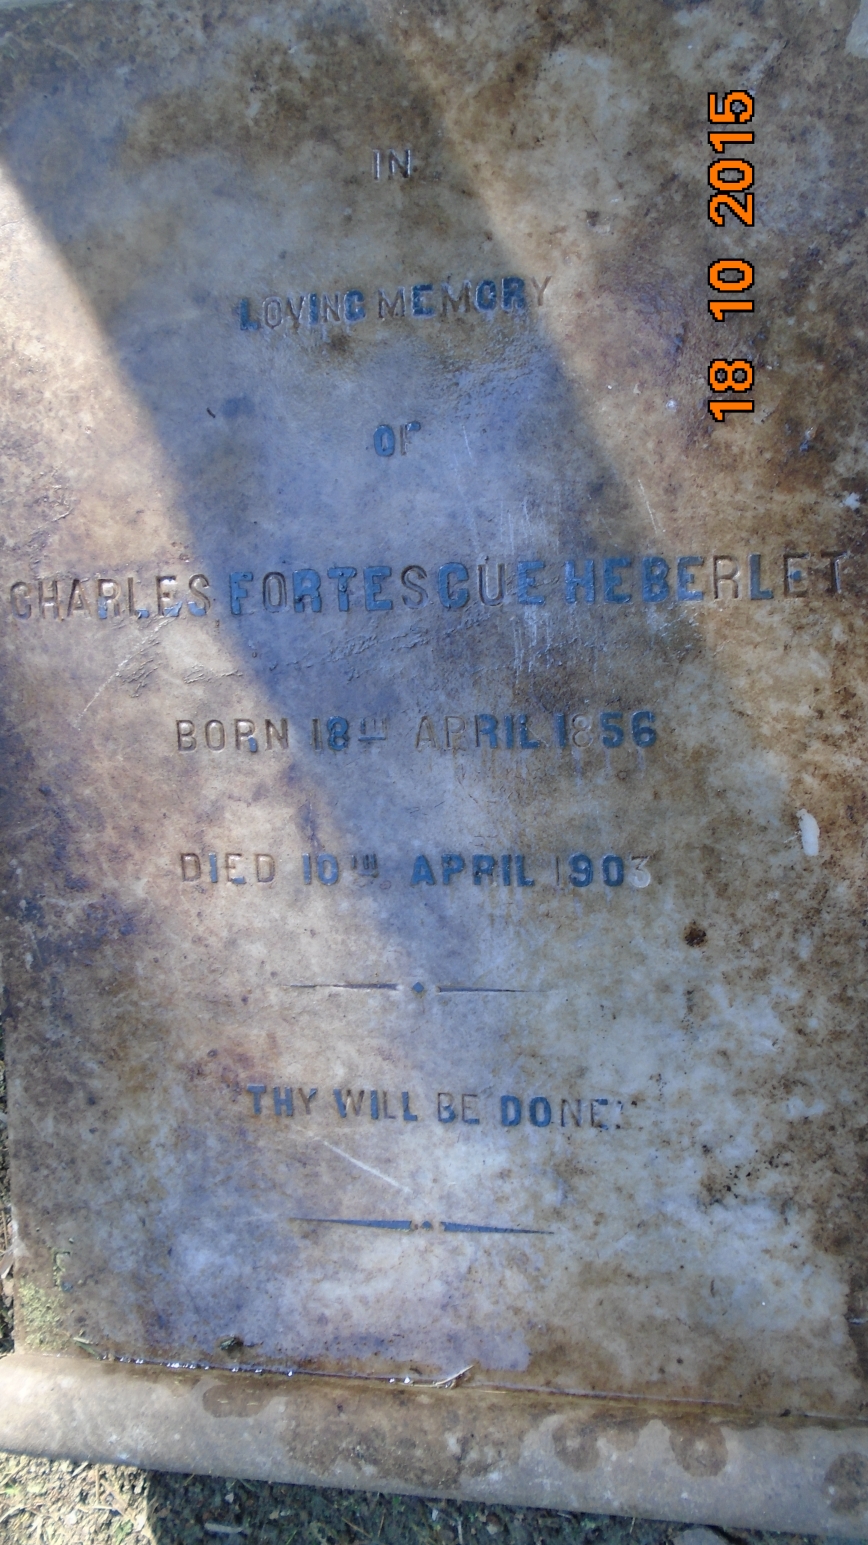 IN
LOVING MEMORY
OF
CHARLES FORTESCUE HEBERLET
BORN 18TH APRIL 1856
DIED 10TH APRIL 1903
THY WILL BE DONE.
18 10 2015